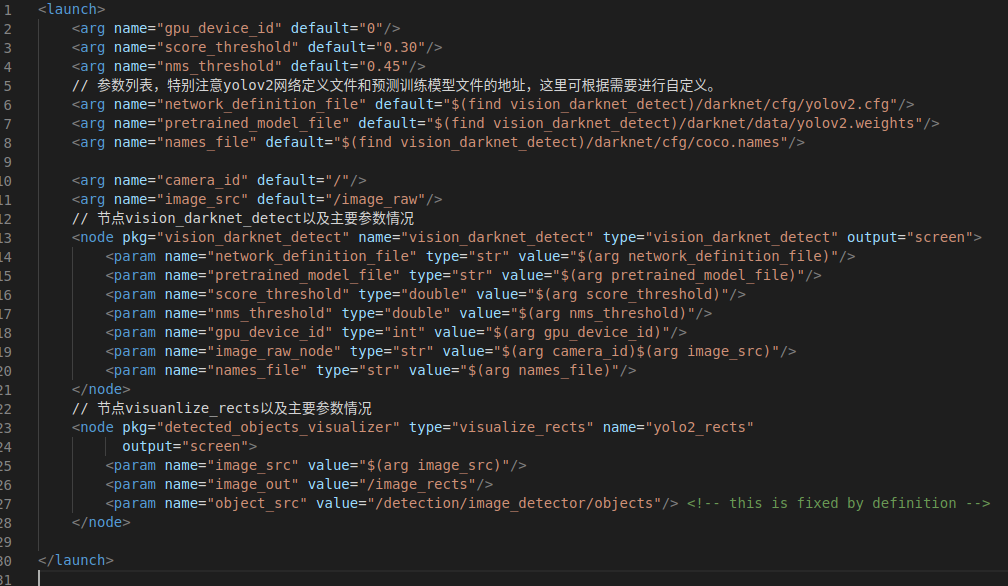 1 <launch>
2 <arg name="gpu_device_id" default="0"/>
3 <arg name="score_threshold" default="0.30"/>
4 <arg name="nms_threshold" default="0.45"/>
5 // 参数列表，特别注意yolov2网络定义文件和预测训练模型文件的地址，这里可根据需要进行自定义。
6 <arg name="network_definition_file" default="$(find vision_darknet_detect)/darknet/cfg/yolov2.cfg"/>
7 <arg name="pretrained_model_file" default="$(find vision_darknet_detect)/darknet/data/yolov2.weights"/>
8 <arg name="names_file" default="$(find vision_darknet_detect)/darknet/cfg/coco.names"/>
9
10 <arg name="camera_id" default="/"/>
11 <arg name="image_src" default="/image_raw"/>
12 // 节点vision_darknet_detect以及主要参数情况
13 <node pkg="vision_darknet_detect" name="vision_darknet_detect" type="vision_darknet_detect" output="screen">
14 <param name="network_definition_file" type="str" value="$(arg network_definition_file)"/>
15 <param name="pretrained_model_file" type="str" value="$(arg pretrained_model_file)"/>
16 <param name="score_threshold" type="double" value="$(arg score_threshold)"/>
17 <param name="nms_threshold" type="double" value="$(arg nms_threshold)"/>
18 <param name="gpu_device_id" type="int" value="$(arg gpu_device_id)"/>
19 <param name="image_raw_node" type="str" value="$(arg camera_id)$(arg image_src)"/>
20 <param name="names_file" type="str" value="$(arg names_file)"/>
21 </node>
22 // 节点visuanlize_rects以及主要参数情况
23 <node pkg="detected_objects_visualizer" type="visualize_rects" name="yolo2_rects"
24 output="screen">
25 <param name="image_src" value="$(arg image_src)"/>
26 <param name="image_out" value="/image_rects"/>
27 <param name="object_src" value="/detection/image_detector/objects"/> <!-- this is fixed by definition -->
28 </node>
29
30 </launch>
31